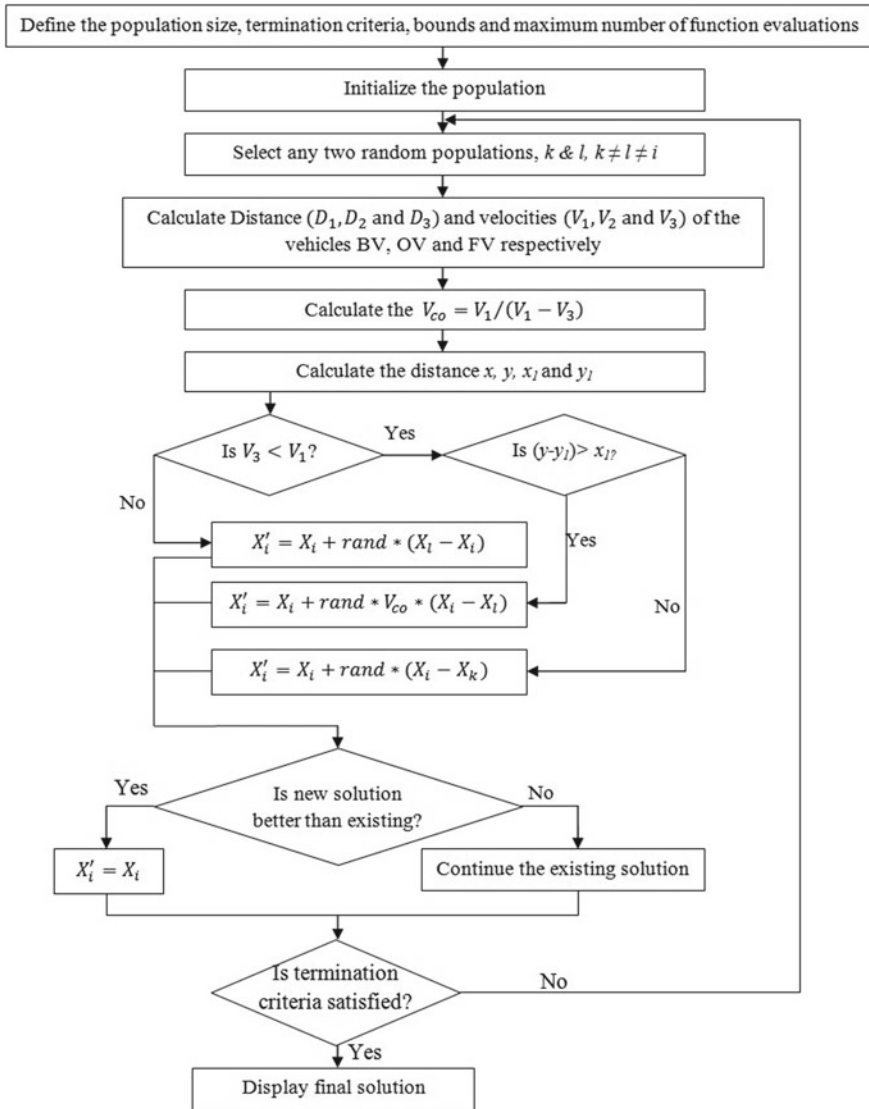 Define the population size, termination criteria, bounds and maximum number of function evaluations
Initialize the population
Select any two random populations, k & l, k ≠ l ≠ i
Calculate Distance (D₁, D₂ and D₃) and velocities (V₁, V₂ and V₃) of the
vehicles BV, OV and FV respectively
Calculate the V_co = V₁/(V₁ − V₃)
Calculate the distance x, y, x₁ and y₁
Is V₃ < V₁?
Yes
Is (y-y₁)> x₁?
No
X′ᵢ = Xᵢ + rand * (Xₗ − Xᵢ)
Yes
X′ᵢ = Xᵢ + rand * V_co * (Xᵢ − Xₗ)
No
X′ᵢ = Xᵢ + rand * (Xᵢ − Xₖ)
Yes
Is new solution
better than existing?
No
X′ᵢ = Xᵢ
Continue the existing solution
Is termination
criteria satisfied?
No
Yes
Display final solution